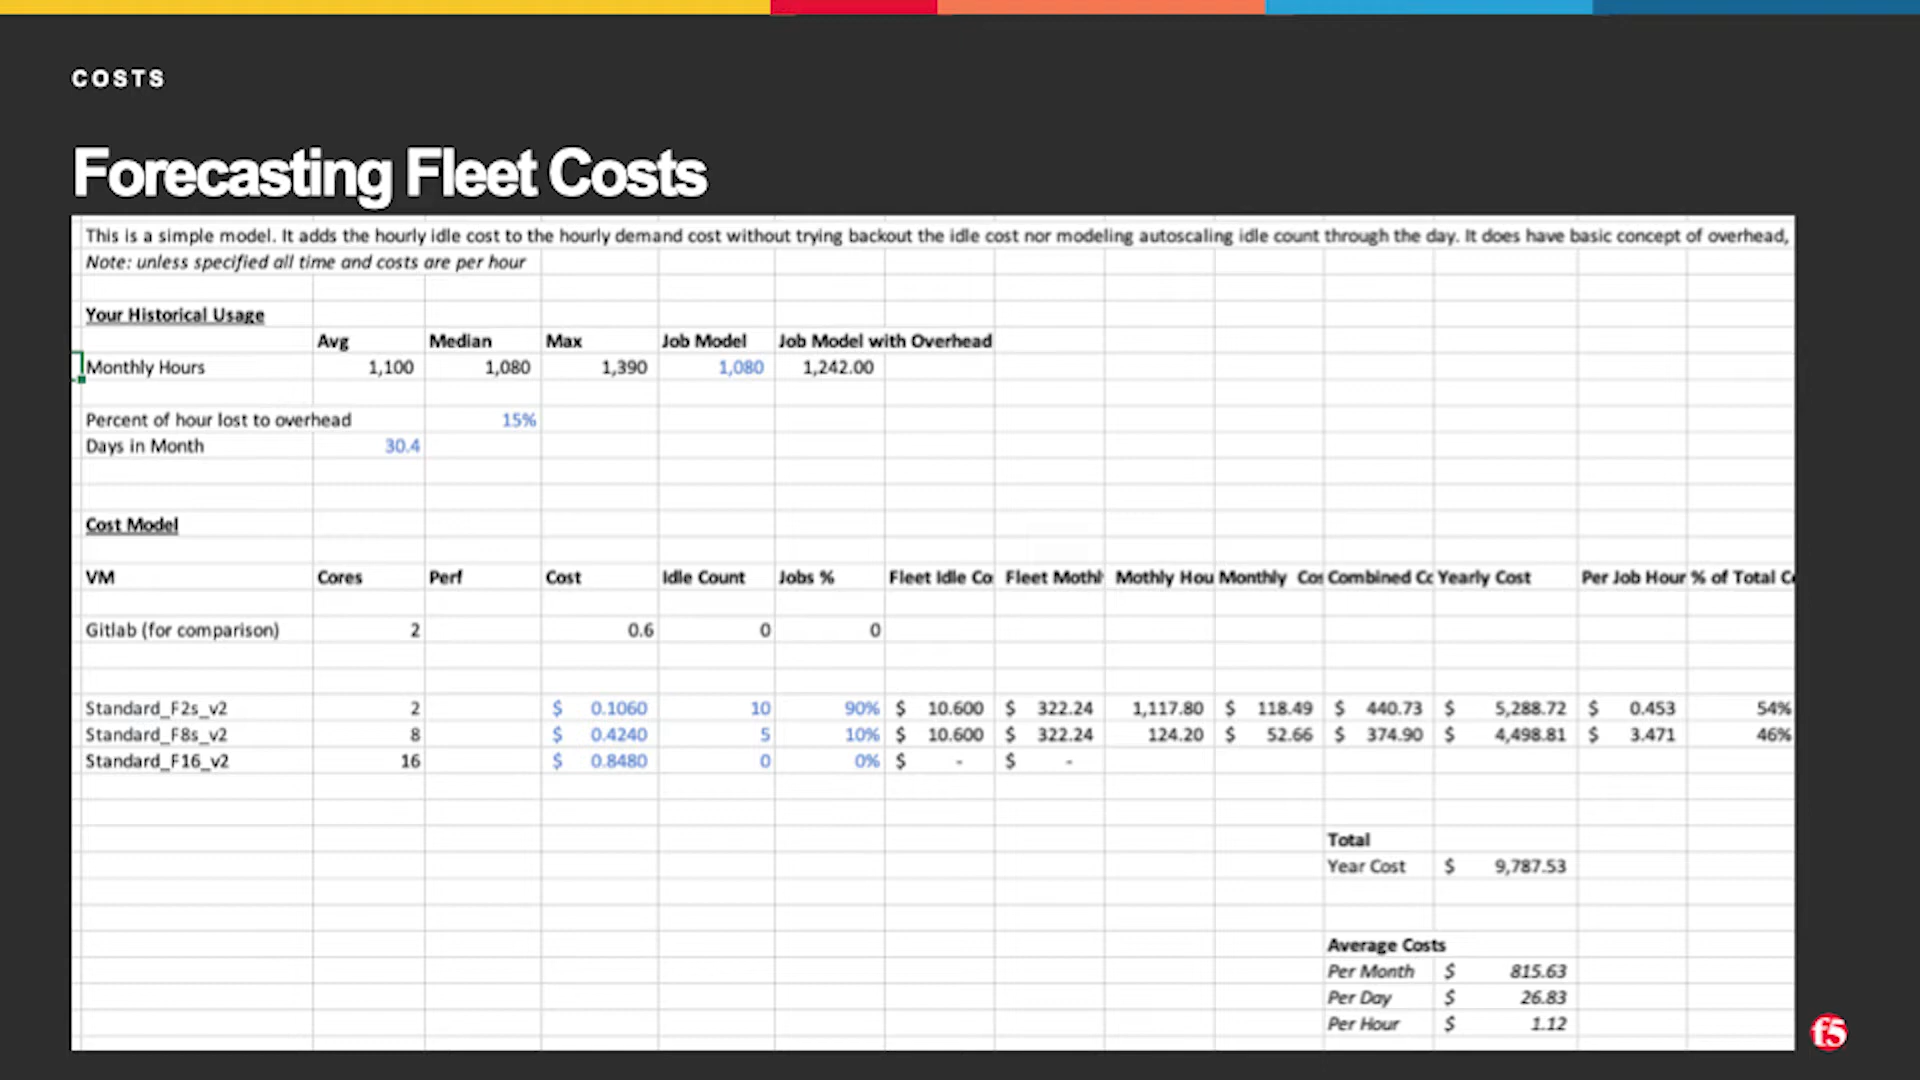 COSTS
Forecasting Fleet Costs
This is a simple model. It adds the hourly idle cost to the hourly demand cost without trying backout the idle cost nor modeling autoscaling idle count through the day. It does have basic concept of overhead,
Note: unless specified all time and costs are per hour
Your Historical Usage
Avg Median Max Job Model Job Model with Overhead
Monthly Hours 1,100 1,080 1,390 1,080 1,242.00
Percent of hour lost to overhead 15%
Days in Month 30.4
Cost Model
VM Cores Perf Cost Idle Count Jobs % Fleet Idle Co Fleet Mothl Mothly Hou Monthly Cos Combined Co Yearly Cost Per Job Hour % of Total Co
Gitlab (for comparison) 2 0.6 0 0
Standard_F2s_v2 2 $ 0.1060 10 90% $ 10.600 $ 322.24 1,117.80 $ 118.49 $ 440.73 $ 5,288.72 $ 0.453 54%
Standard_F8s_v2 8 $ 0.4240 5 10% $ 10.600 $ 322.24 124.20 $ 52.66 $ 374.90 $ 4,498.81 $ 3.471 46%
Standard_F16_v2 16 $ 0.8480 0 0% $ - $ -
Total
Year Cost $ 9,787.53
Average Costs
Per Month $ 815.63
Per Day $ 26.83
Per Hour $ 1.12
f5